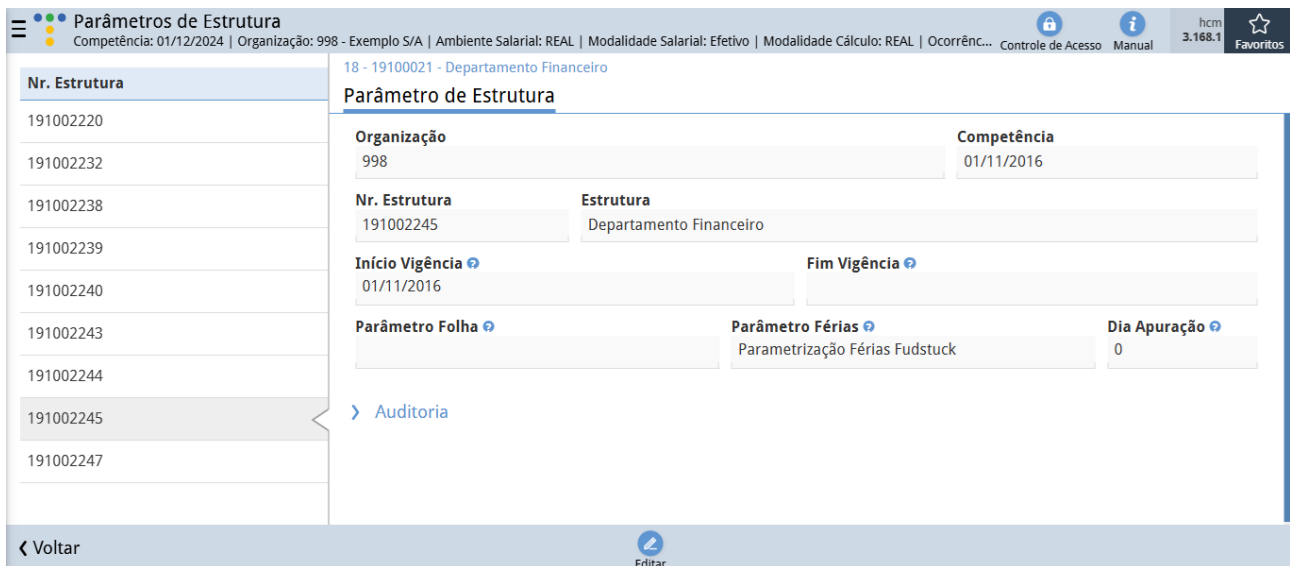 Parâmetros de Estrutura
Competência: 01/12/2024 | Organização: 998 - Exemplo S/A | Ambiente Salarial: REAL | Modalidade Salarial: Efetivo | Modalidade Cálculo: REAL | Ocorrênc...
Controle de Acesso
Manual
hcm
3.168.1
Favoritos
Nr. Estrutura
191002220
191002232
191002238
191002239
191002240
191002243
191002244
191002245
191002247
18 - 19100021 - Departamento Financeiro
Parâmetro de Estrutura
Organização Competência
998 01/11/2016
Nr. Estrutura Estrutura
191002245 Departamento Financeiro
Início Vigência Fim Vigência
01/11/2016
Parâmetro Folha Parâmetro Férias Dia Apuração
Parametrização Férias Fudstuck 0
Auditoria
Voltar
Editar